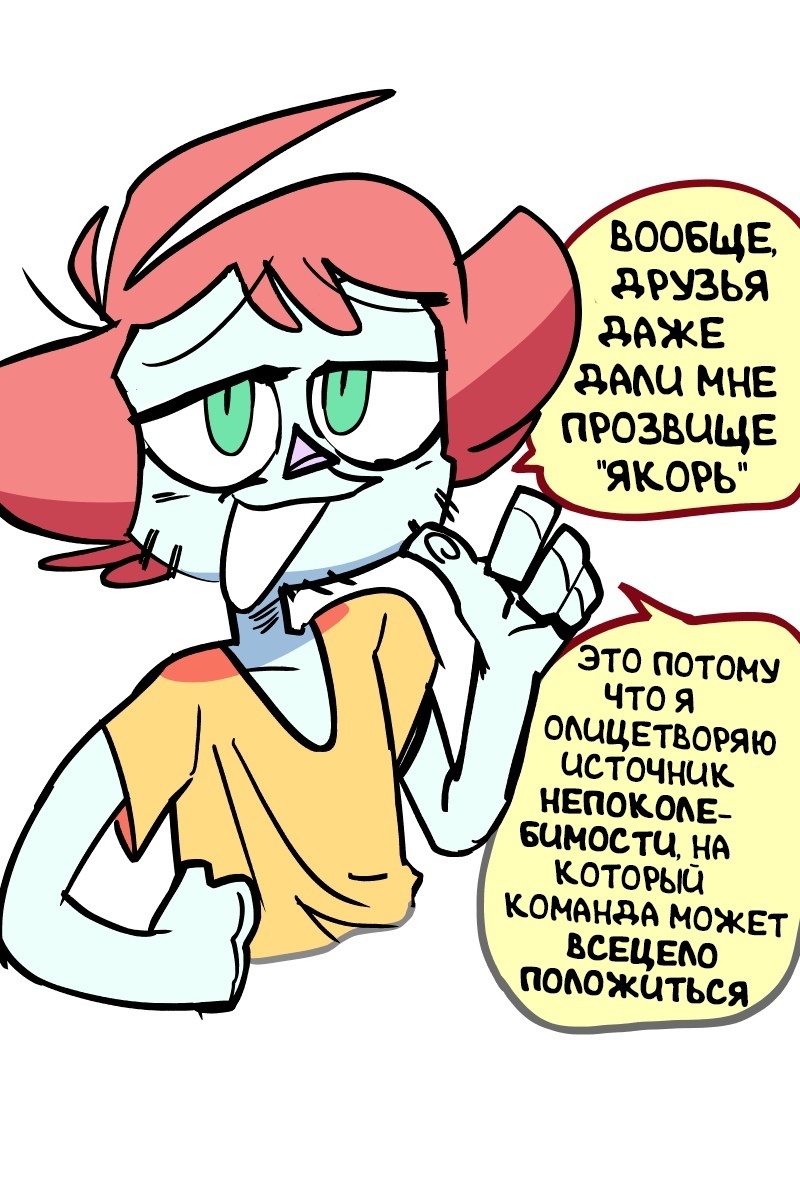 ВООБЩЕ,
ДРУЗЬЯ
ДАЖЕ
ДАЛИ МНЕ
ПРОЗВИЩЕ
"ЯКОРЬ"
ЭТО ПОТОМУ
ЧТО Я
ОЛИЦЕТВОРЯЮ
ИСТОЧНИК
НЕПОКОЛЕ-
БИМОСТИ, НА
КОТОРЫЙ
КОМАНДА МОЖЕТ
ВСЕЦЕЛО
ПОЛОЖИТЬСЯ